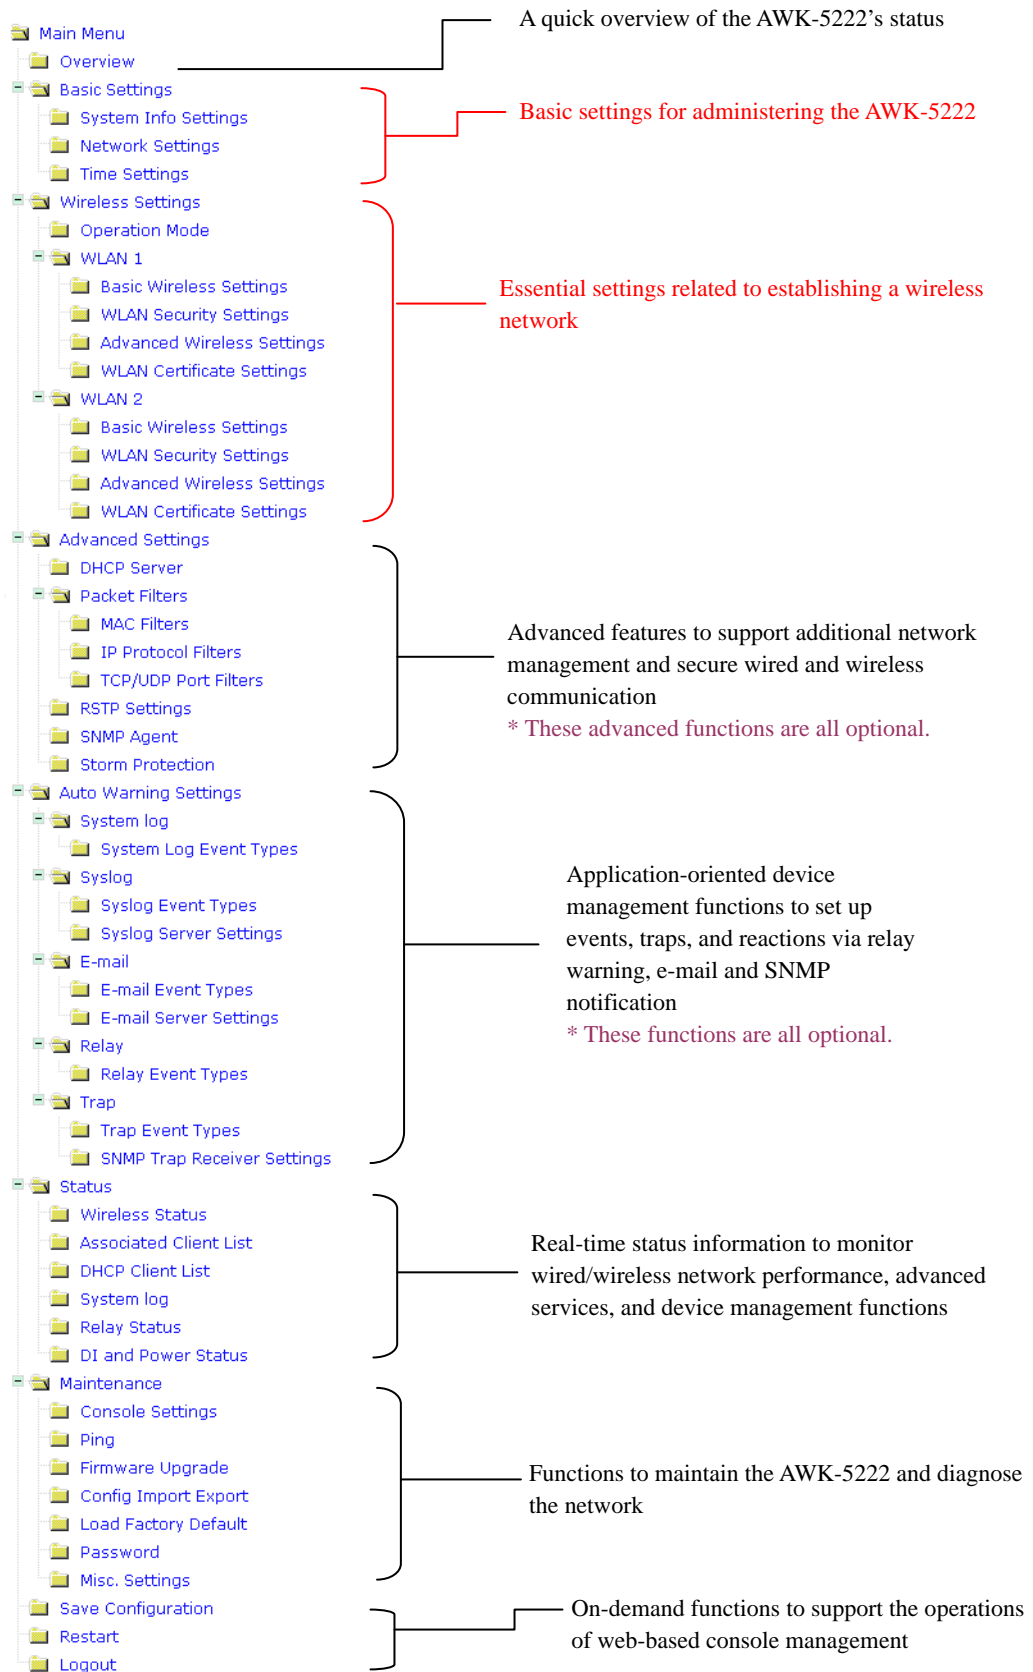 A quick overview of the AWK-5222’s status
Main Menu
Overview
Basic Settings
System Info Settings
Network Settings
Time Settings
Basic settings for administering the AWK-5222
Wireless Settings
Operation Mode
WLAN 1
Basic Wireless Settings
WLAN Security Settings
Advanced Wireless Settings
WLAN Certificate Settings
WLAN 2
Basic Wireless Settings
WLAN Security Settings
Advanced Wireless Settings
WLAN Certificate Settings
Essential settings related to establishing a wireless
network
Advanced Settings
DHCP Server
Packet Filters
MAC Filters
IP Protocol Filters
TCP/UDP Port Filters
RSTP Settings
SNMP Agent
Storm Protection
Advanced features to support additional network
management and secure wired and wireless
communication
* These advanced functions are all optional.
Auto Warning Settings
System log
System Log Event Types
Syslog
Syslog Event Types
Syslog Server Settings
E-mail
E-mail Event Types
E-mail Server Settings
Relay
Relay Event Types
Trap
Trap Event Types
SNMP Trap Receiver Settings
Application-oriented device
management functions to set up
events, traps, and reactions via relay
warning, e-mail and SNMP
notification
* These functions are all optional.
Status
Wireless Status
Associated Client List
DHCP Client List
System log
Relay Status
DI and Power Status
Real-time status information to monitor
wired/wireless network performance, advanced
services, and device management functions
Maintenance
Console Settings
Ping
Firmware Upgrade
Config Import Export
Load Factory Default
Password
Misc. Settings
Functions to maintain the AWK-5222 and diagnose
the network
Save Configuration
Restart
Logout
On-demand functions to support the operations
of web-based console management